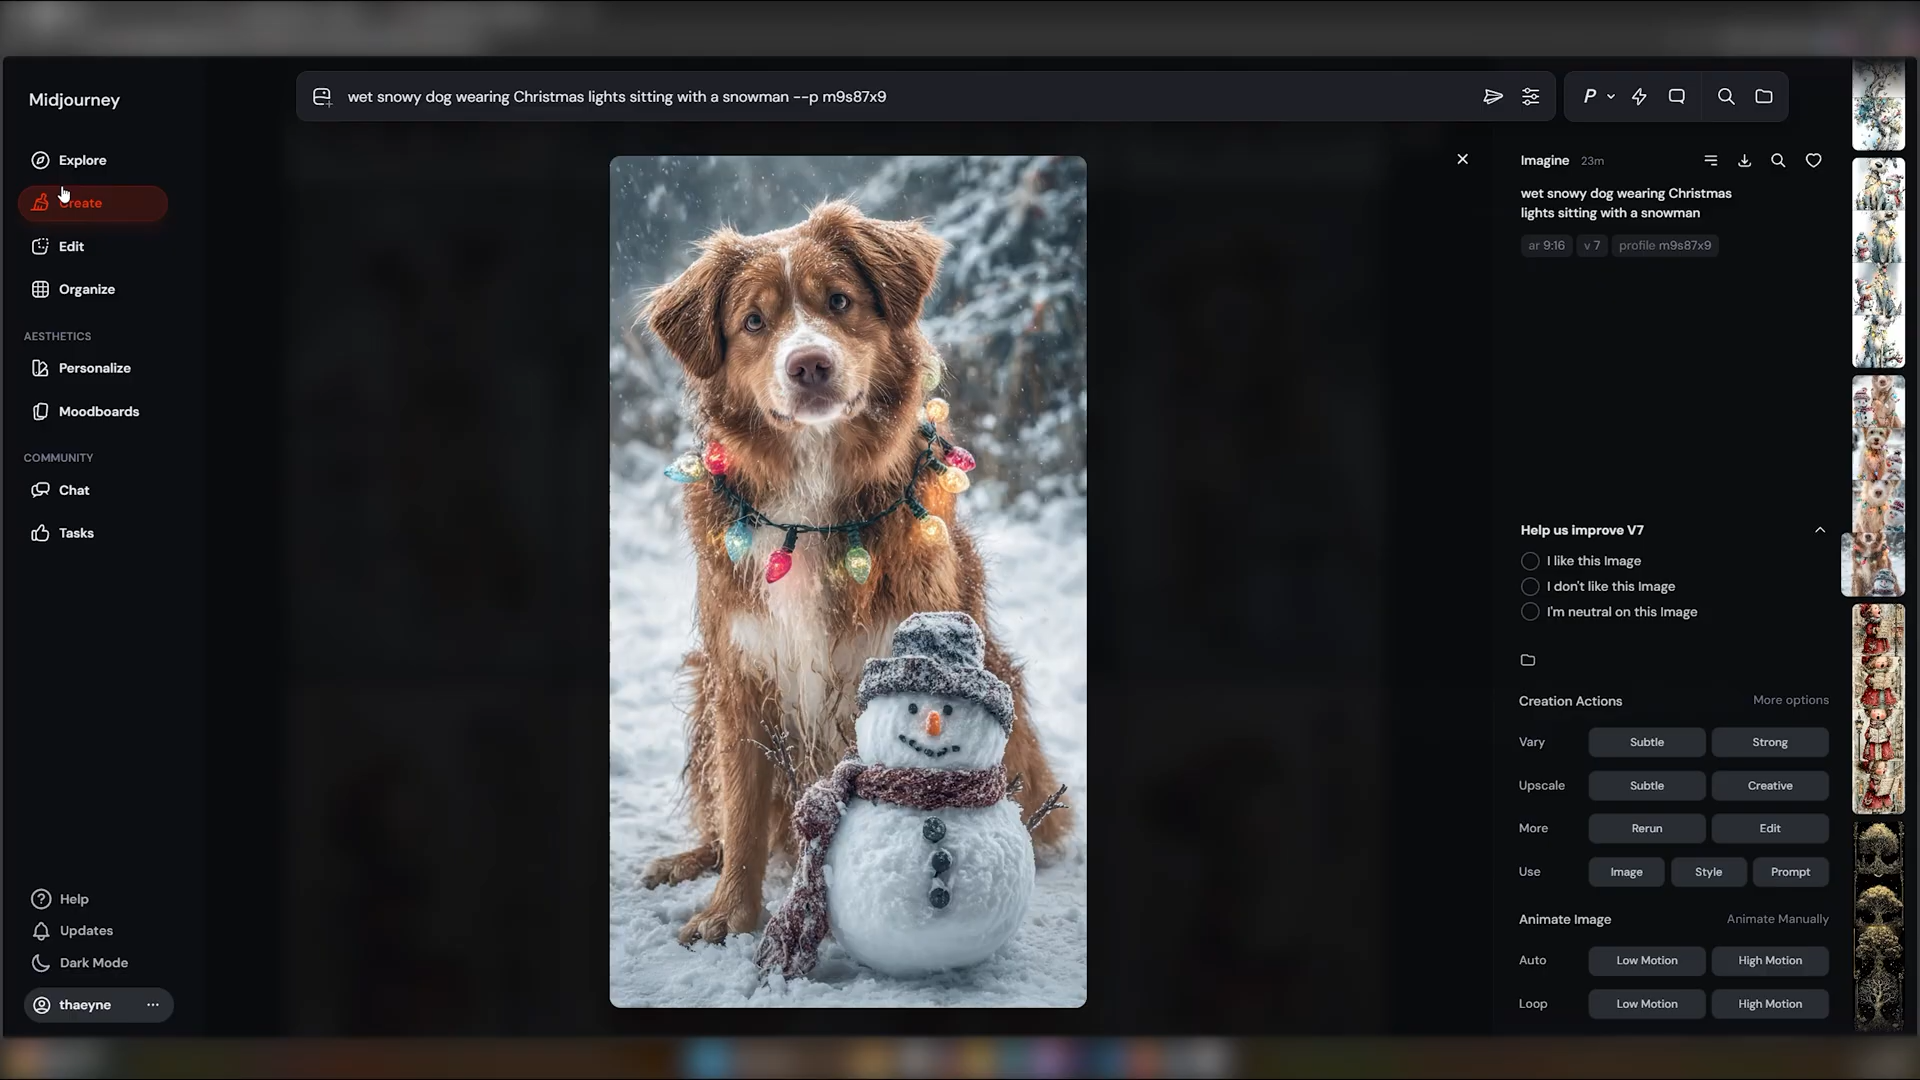 Midjourney
wet snowy dog wearing Christmas lights sitting with a snowman --p m9s87x9
P
Explore
Create
Edit
Organize
AESTHETICS
Personalize
Moodboards
COMMUNITY
Chat
Tasks
Help
Updates
Dark Mode
thaeyne
Imagine 23m
wet snowy dog wearing Christmas
lights sitting with a snowman
ar 9:16 v 7 profile m9s87x9
Help us improve V7
I like this Image
I don't like this Image
I'm neutral on this Image
Creation Actions More options
Vary Subtle Strong
Upscale Subtle Creative
More Rerun Edit
Use Image Style Prompt
Animate Image Animate Manually
Auto Low Motion High Motion
Loop Low Motion High Motion